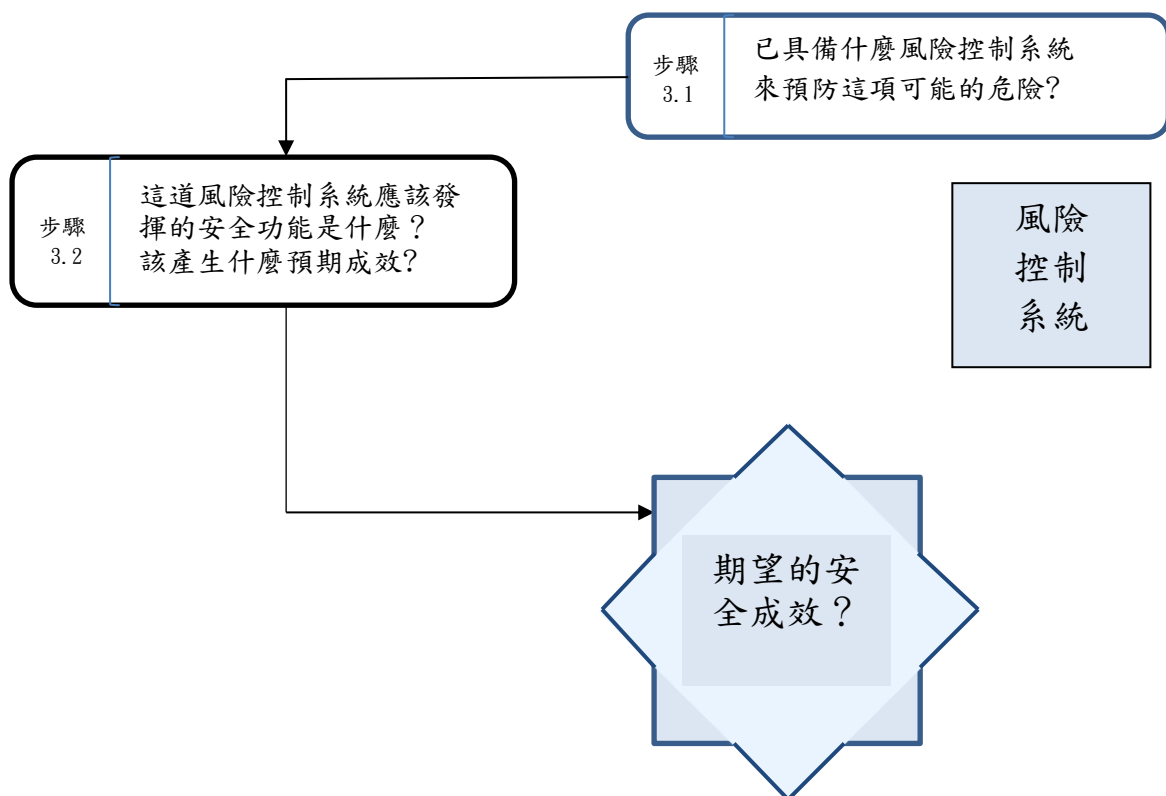 步驟
3.1
已具備什麼風險控制系統
來預防這項可能的危險?
步驟
3.2
這道風險控制系統應該發
揮的安全功能是什麼？
該產生什麼預期成效?
風險
控制
系統
期望的安
全成效？